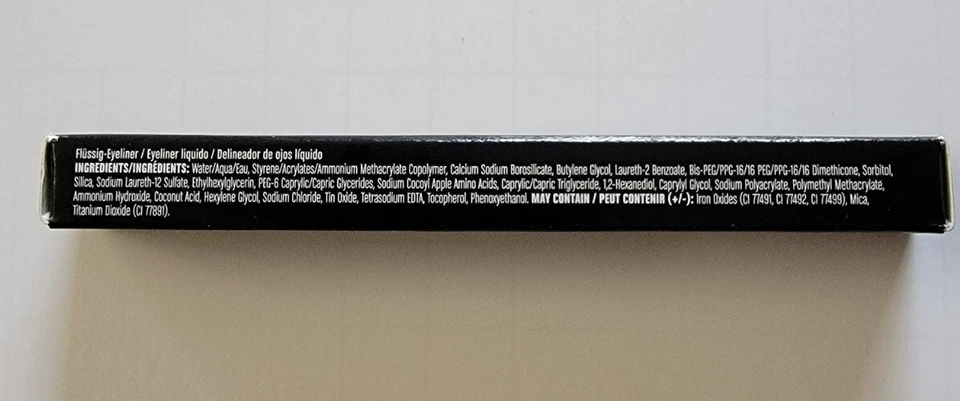 Flüssig-Eyeliner / Eyeliner liquido / Delineador de ojos líquido
INGREDIENTS/INGRÉDIENTS: Water/Aqua/Eau, Styrene/Acrylates/Ammonium Methacrylate Copolymer, Calcium Sodium Borosilicate, Butylene Glycol, Laureth-2 Benzoate, Bis-PEG/PPG-16/16 PEG/PPG-16/16 Dimethicone, Sorbitol,
Silica, Sodium Laureth-12 Sulfate, Ethylhexylglycerin, PEG-6 Caprylic/Capric Glycerides, Sodium Cocoyl Apple Amino Acids, Caprylic/Capric Triglyceride, 1,2-Hexanediol, Caprylyl Glycol, Sodium Polyacrylate, Polymethyl Methacrylate,
Ammonium Hydroxide, Coconut Acid, Hexylene Glycol, Sodium Chloride, Tin Oxide, Tetrasodium EDTA, Tocopherol, Phenoxyethanol. MAY CONTAIN / PEUT CONTENIR (+/-): Iron Oxides (CI 77491, CI 77492, CI 77499), Mica,
Titanium Dioxide (CI 77891).